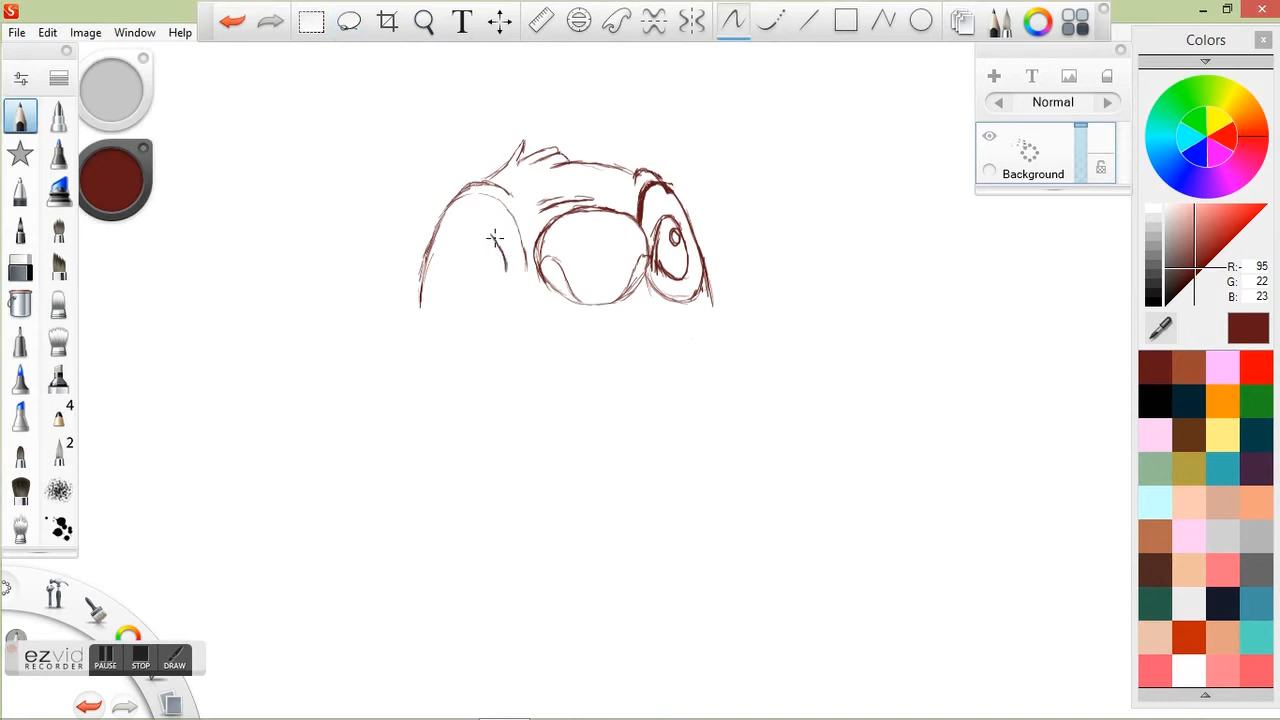 File Edit Image Window Help
T
Colors
T
Normal
Background
R: 95
G: 22
B: 23
4
2
ezvid
RECORDER
PAUSE STOP DRAW